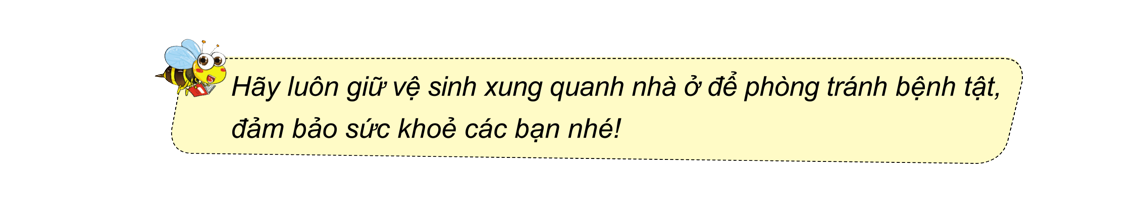 Hãy luôn giữ vệ sinh xung quanh nhà ở để phòng tránh bệnh tật,
đảm bảo sức khoẻ các bạn nhé!